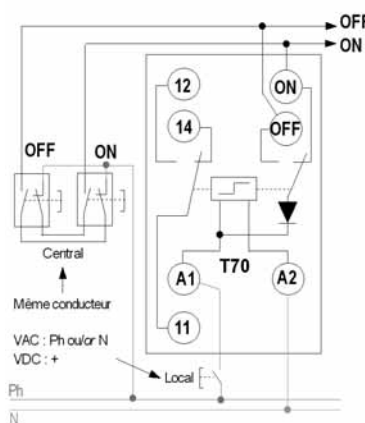 OFF
ON
12
ON
14
OFF
OFF
ON
Central
T70
A1
A2
Même conducteur
11
VAC : Ph ou/or N
VDC : +
Local
Ph
N